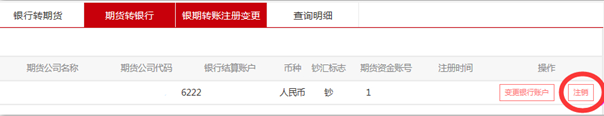 银行转期货 期货转银行 银期转账注册变更 查询明细
期货公司名称 期货公司代码 银行结算账户 币种 钞汇标志 期货资金账号 注册时间 操作
6222 人民币 钞 1 变更银行账户 注销